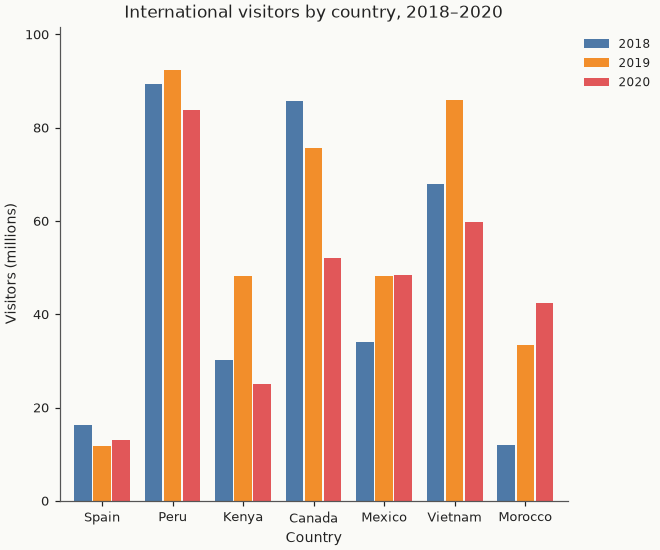 International visitors by country, 2018–2020
2018
2019
2020
Visitors (millions)
100
80
60
40
20
0
Spain Peru Kenya Canada Mexico Vietnam Morocco
Country